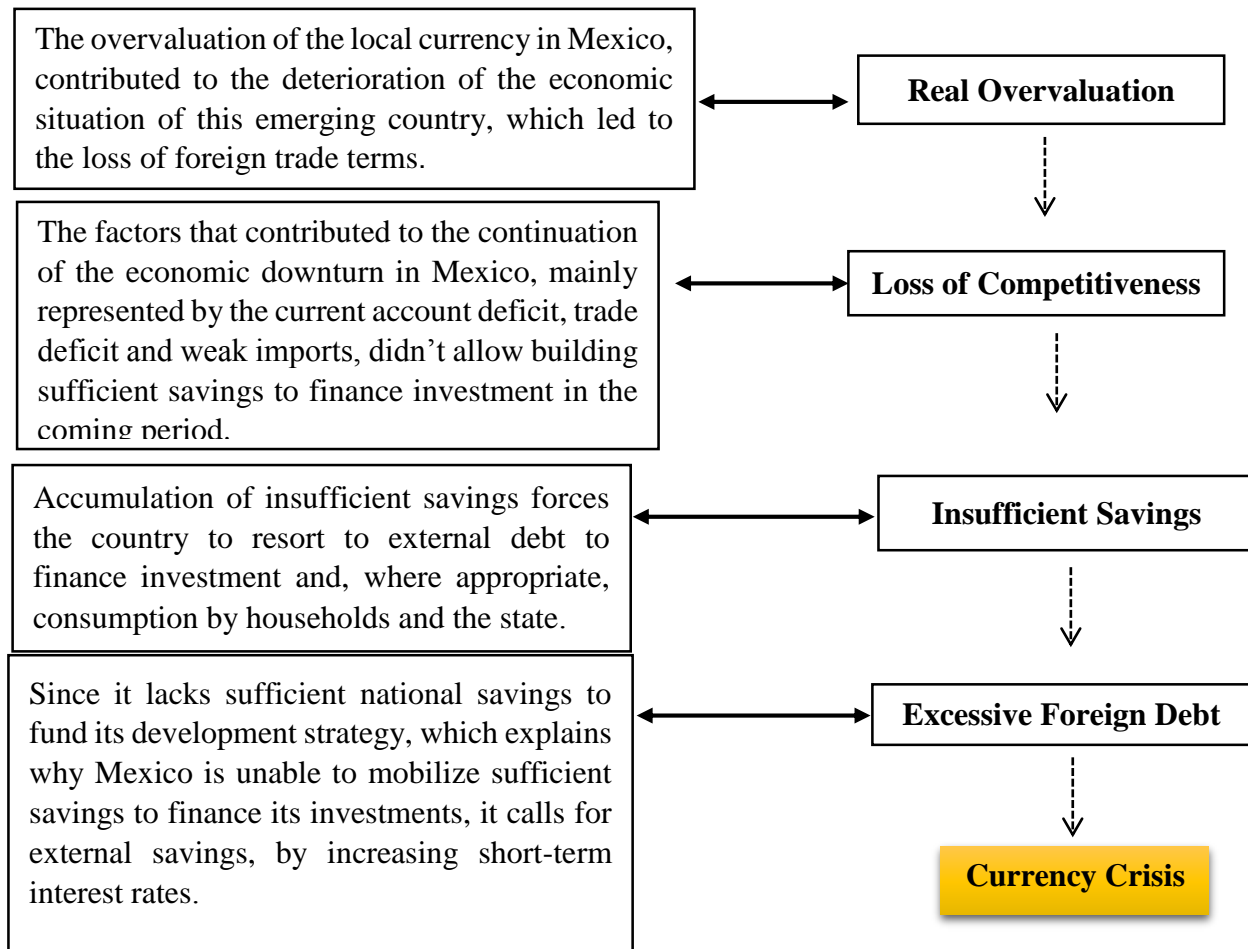 The overvaluation of the local currency in Mexico,
contributed to the deterioration of the economic
situation of this emerging country, which led to
the loss of foreign trade terms.
Real Overvaluation
The factors that contributed to the continuation
of the economic downturn in Mexico, mainly
represented by the current account deficit, trade
deficit and weak imports, didn’t allow building
sufficient savings to finance investment in the
coming period.
Loss of Competitiveness
Accumulation of insufficient savings forces
the country to resort to external debt to
finance investment and, where appropriate,
consumption by households and the state.
Insufficient Savings
Since it lacks sufficient national savings to
fund its development strategy, which explains
why Mexico is unable to mobilize sufficient
savings to finance its investments, it calls for
external savings, by increasing short-term
interest rates.
Excessive Foreign Debt
Currency Crisis